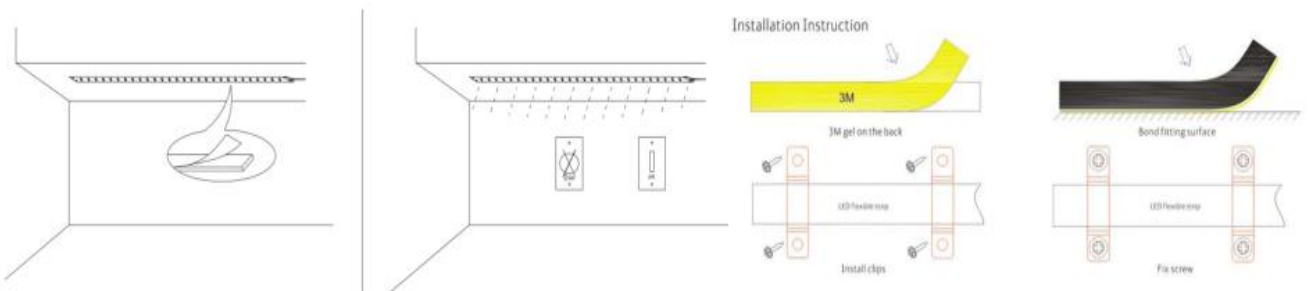 Installation Instruction
3M
3M gel on the back
Bond fitting surface
LED flexible strip
LED flexible strip
Install clips
Fix screw